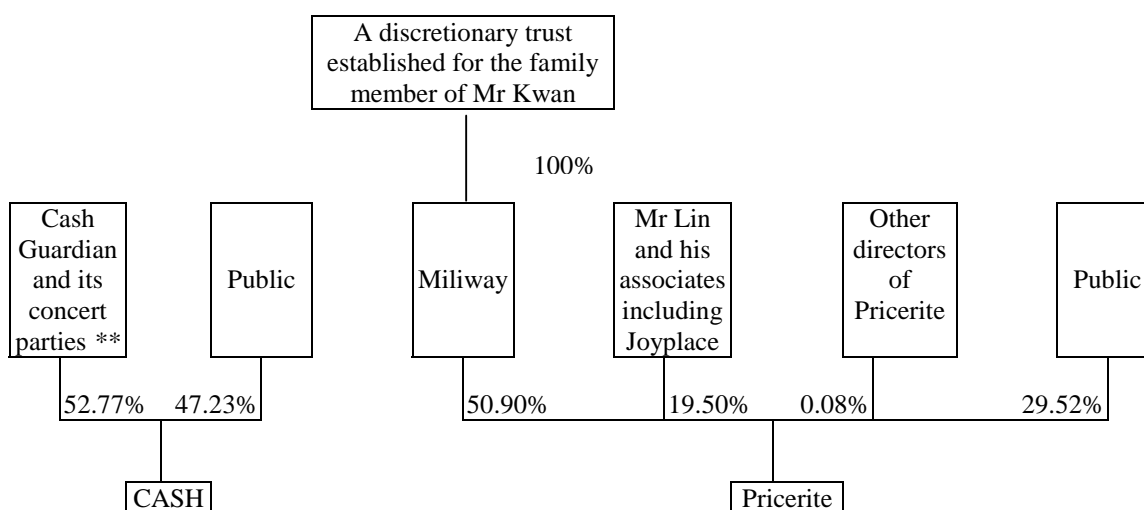 A discretionary trust
established for the family
member of Mr Kwan
100%
Cash
Guardian
and its
concert
parties **
Public
Miliway
Mr Lin
and his
associates
including
Joyplace
Other
directors
of
Pricerite
Public
52.77%
47.23%
50.90%
19.50%
0.08%
29.52%
CASH
Pricerite